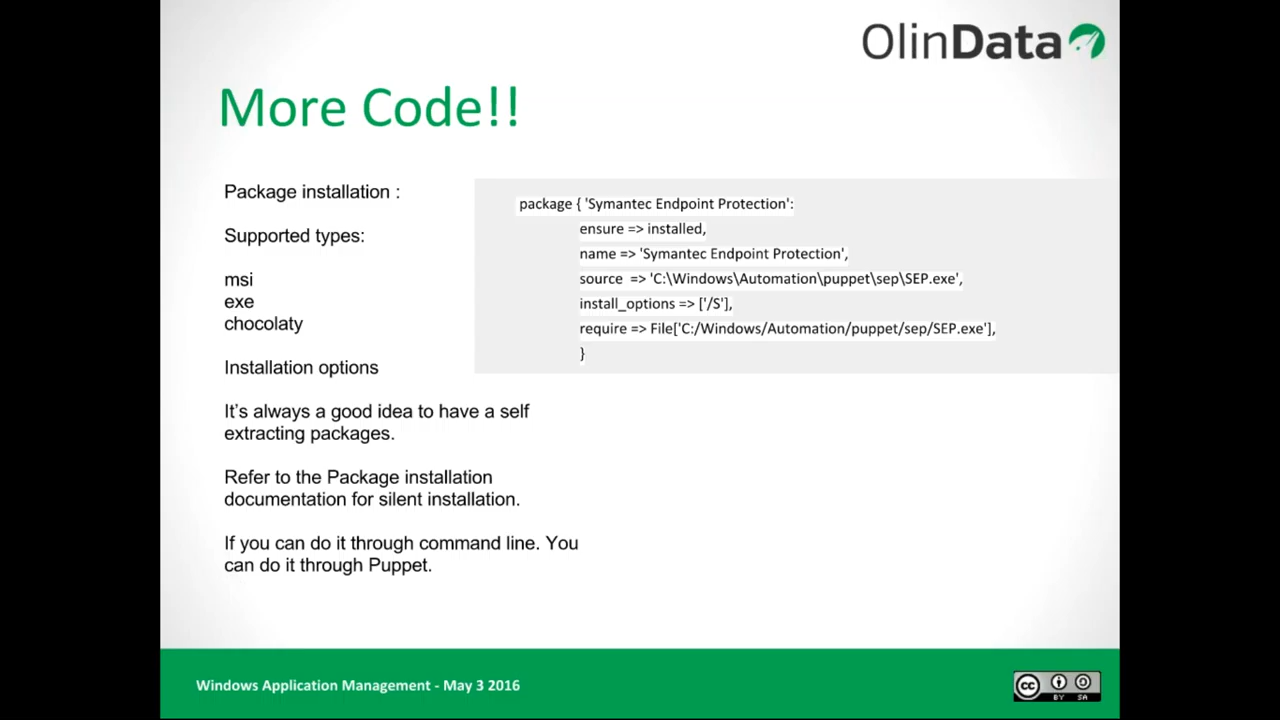 OlinData
More Code!!
Package installation :
Supported types:
msi
exe
chocolaty
Installation options
It's always a good idea to have a self
extracting packages.
Refer to the Package installation
documentation for silent installation.
If you can do it through command line. You
can do it through Puppet.
package { 'Symantec Endpoint Protection':
ensure => installed,
name => 'Symantec Endpoint Protection',
source  => 'C:\Windows\Automation\puppet\sep\SEP.exe',
install_options => ['/S'],
require => File['C:/Windows/Automation/puppet/sep/SEP.exe'],
}
Windows Application Management - May 3 2016
cc
BY SA